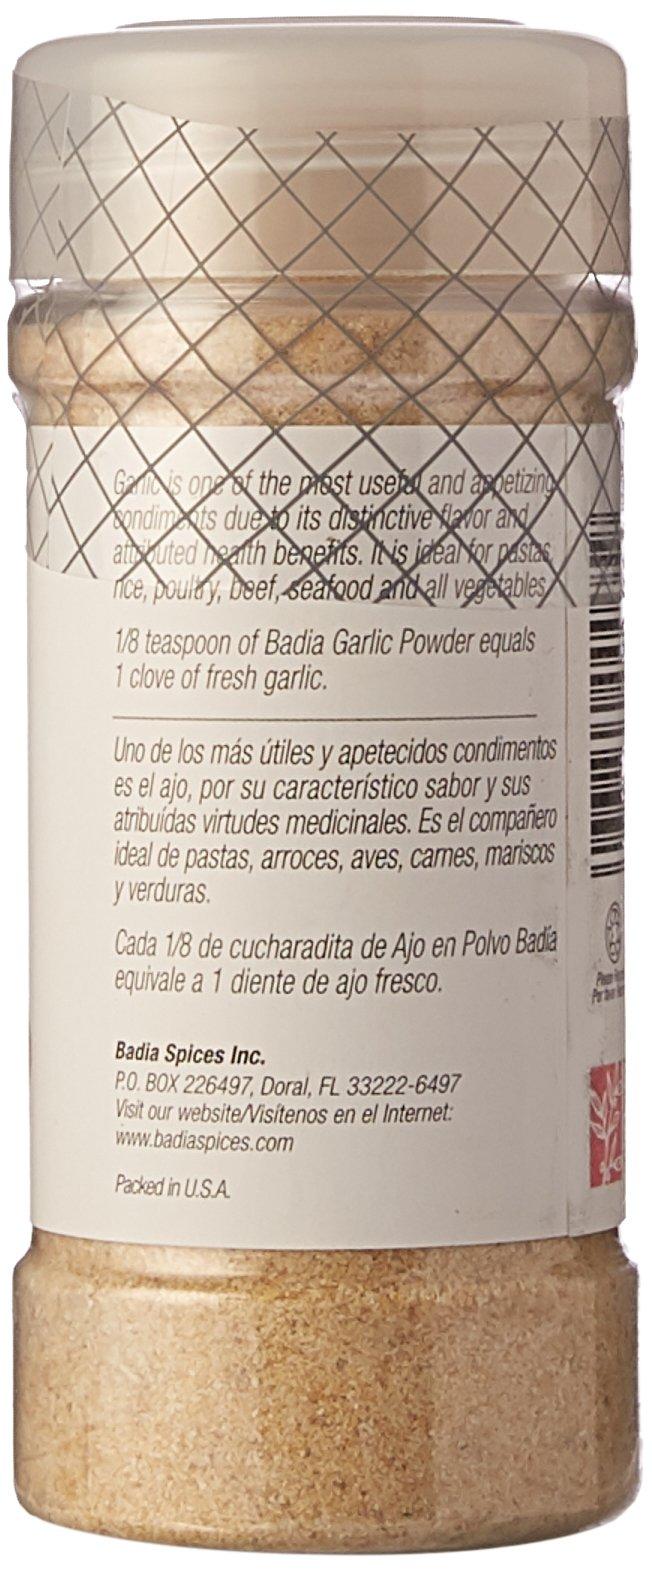 Garlic is one of the most useful and appetizing
condiments due to its distinctive flavor and
attributed health benefits. It is ideal for pastas,
rice, poultry, beef, seafood and all vegetables.
1/8 teaspoon of Badia Garlic Powder equals
1 clove of fresh garlic.
Uno de los más útiles y apetecidos condimentos
es el ajo, por su característico sabor y sus
atribuídas virtudes medicinales. Es el compañero
ideal de pastas, arroces, aves, carnes, mariscos
y verduras.
Cada 1/8 de cucharadita de Ajo en Polvo Badía
equivale a 1 diente de ajo fresco.
Badia Spices Inc.
P.O. BOX 226497, Doral, FL 33222-6497
Visit our website/Visítenos en el Internet:
www.badiaspices.com
Packed in U.S.A.
Please
Por favor